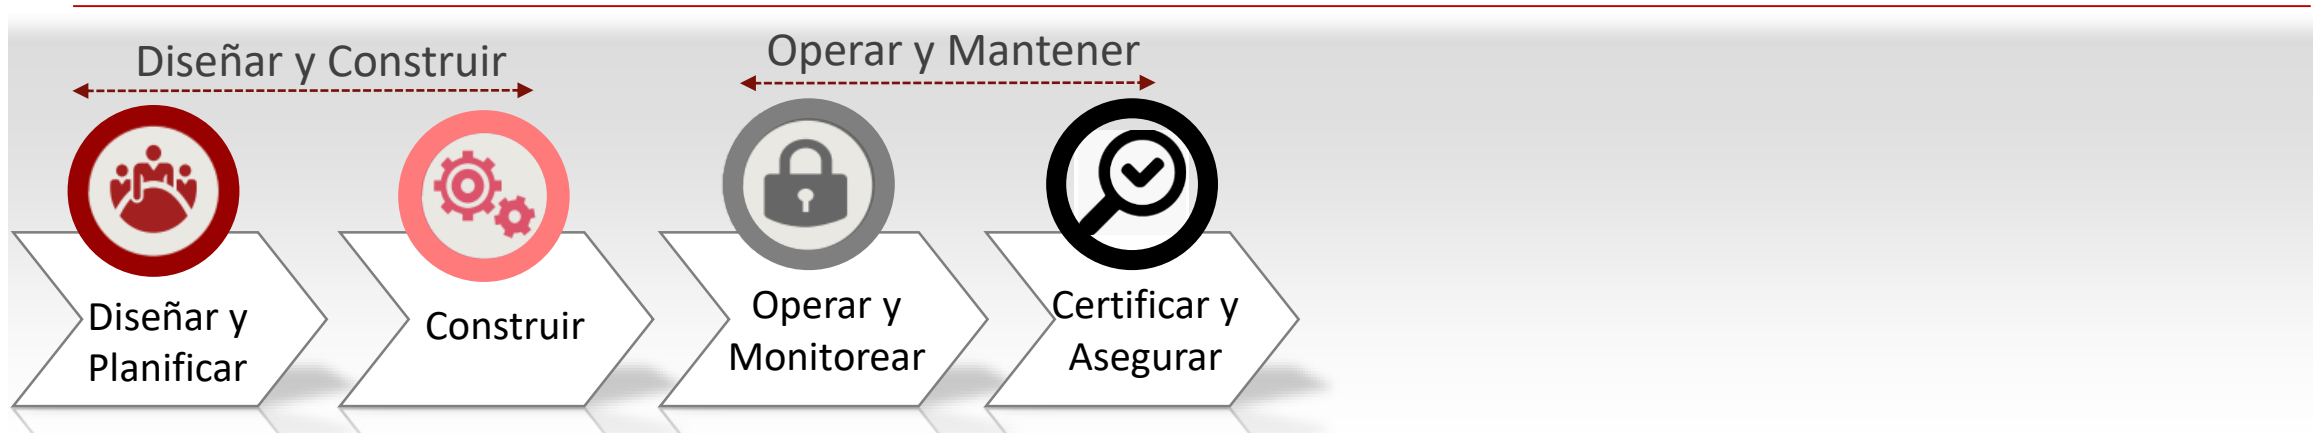 Diseñar y Construir
Operar y Mantener
Diseñar y
Planificar
Construir
Operar y
Monitorear
Certificar y
Asegurar